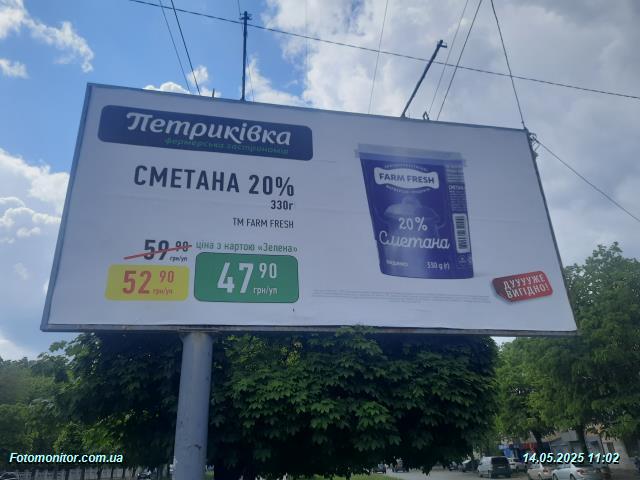 Петриківка
фермерська гастрономія
СМЕТАНА 20%
330г
ТМ FARM FRESH
59 90 грн/уп
ціна з картою «Зелена»
52 90 грн/уп
47 90 грн/уп
FARM FRESH
20%
Сметана
330 g (г)
ДУУУУЖЕ
ВИГІДНО!
Fotomonitor.com.ua
14.05.2025 11:02